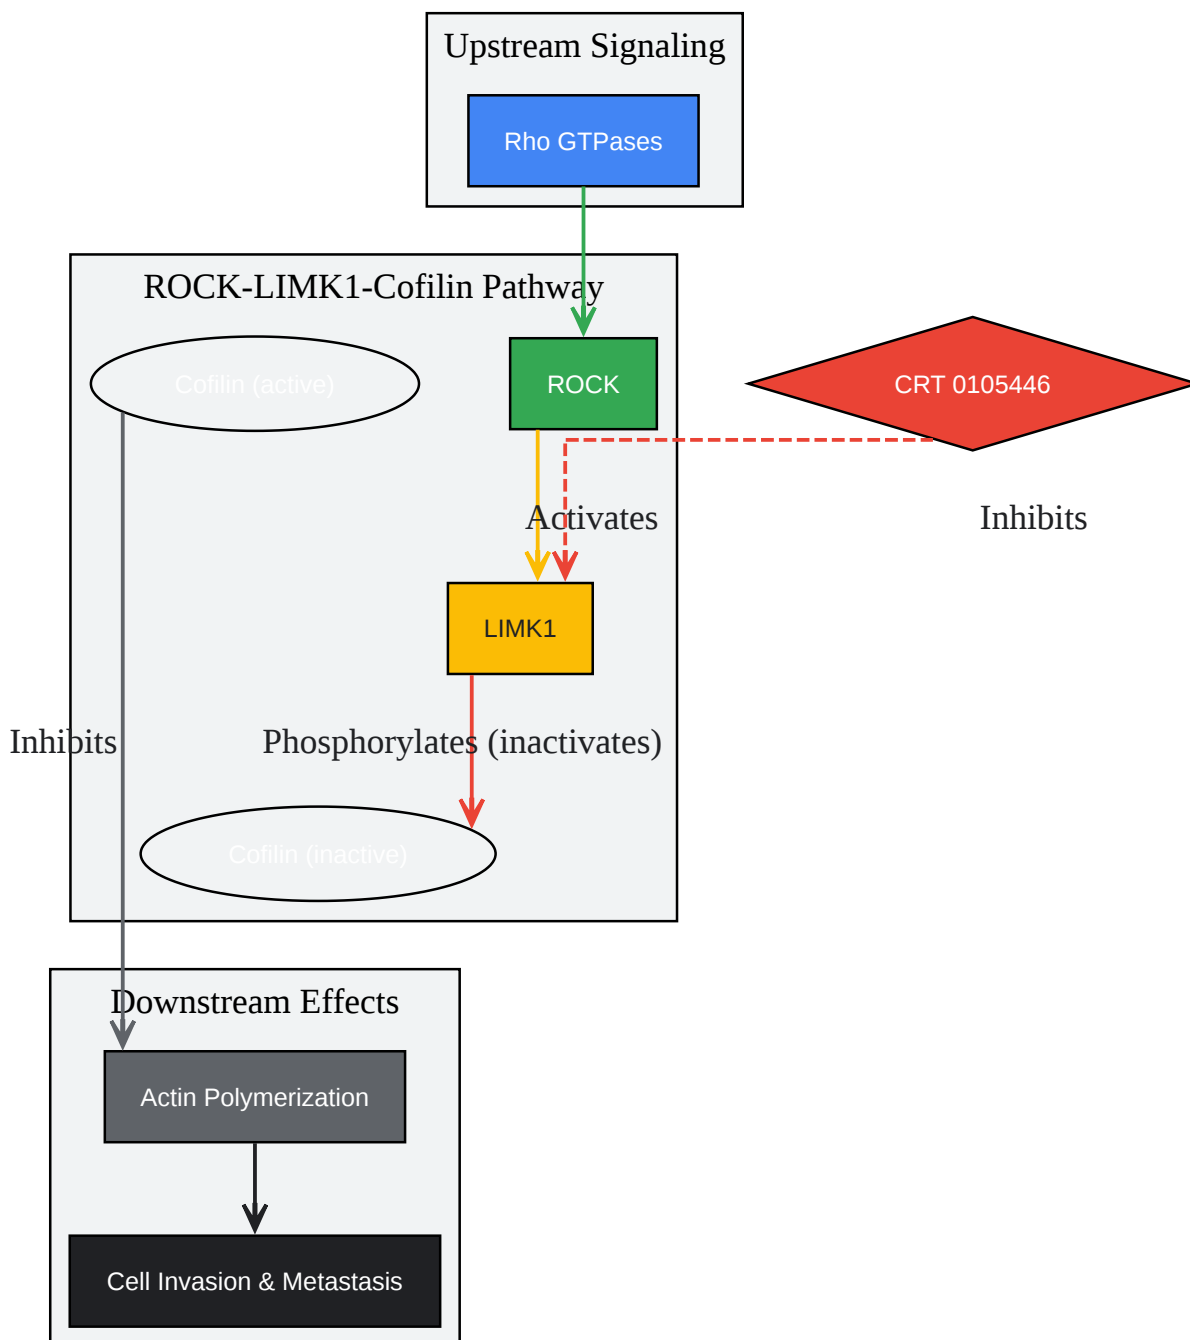 Upstream Signaling
Rho GTPases
ROCK-LIMK1-Cofilin Pathway
Cofilin (active)
ROCK
CRT 0105446
Activates
Inhibits
LIMK1
Inhibits
Phosphorylates (inactivates)
Cofilin (inactive)
Downstream Effects
Actin Polymerization
Cell Invasion & Metastasis